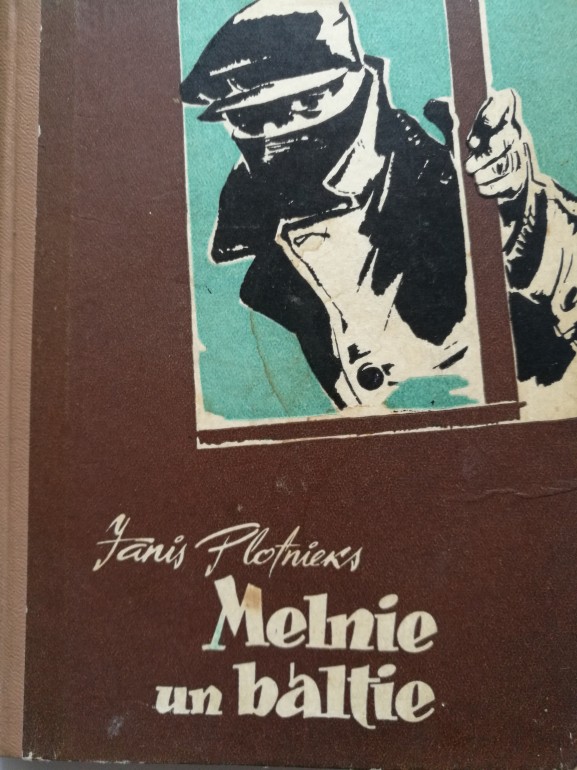 Jānis Plotnieks
Melnie
un baltie